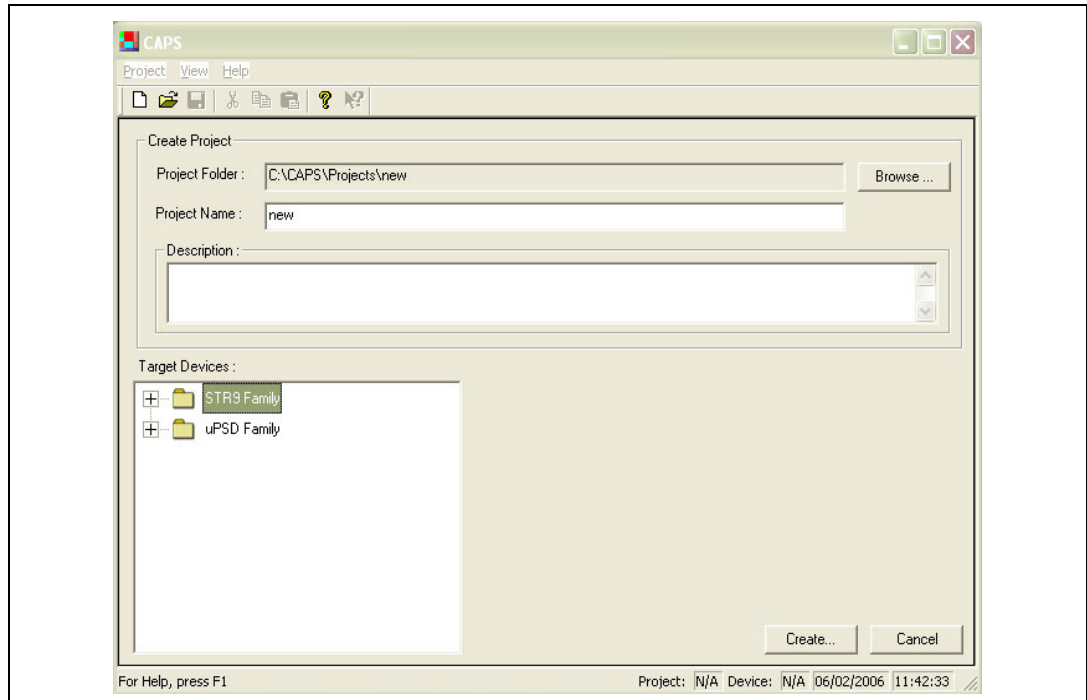 CAPS
Project View Help
Create Project
Project Folder : C:\CAPS\Projects\new Browse ...
Project Name : new
Description :
Target Devices :
STR9 Family
uPSD Family
Create... Cancel
For Help, press F1 Project: N/A Device: N/A 06/02/2006 11:42:33